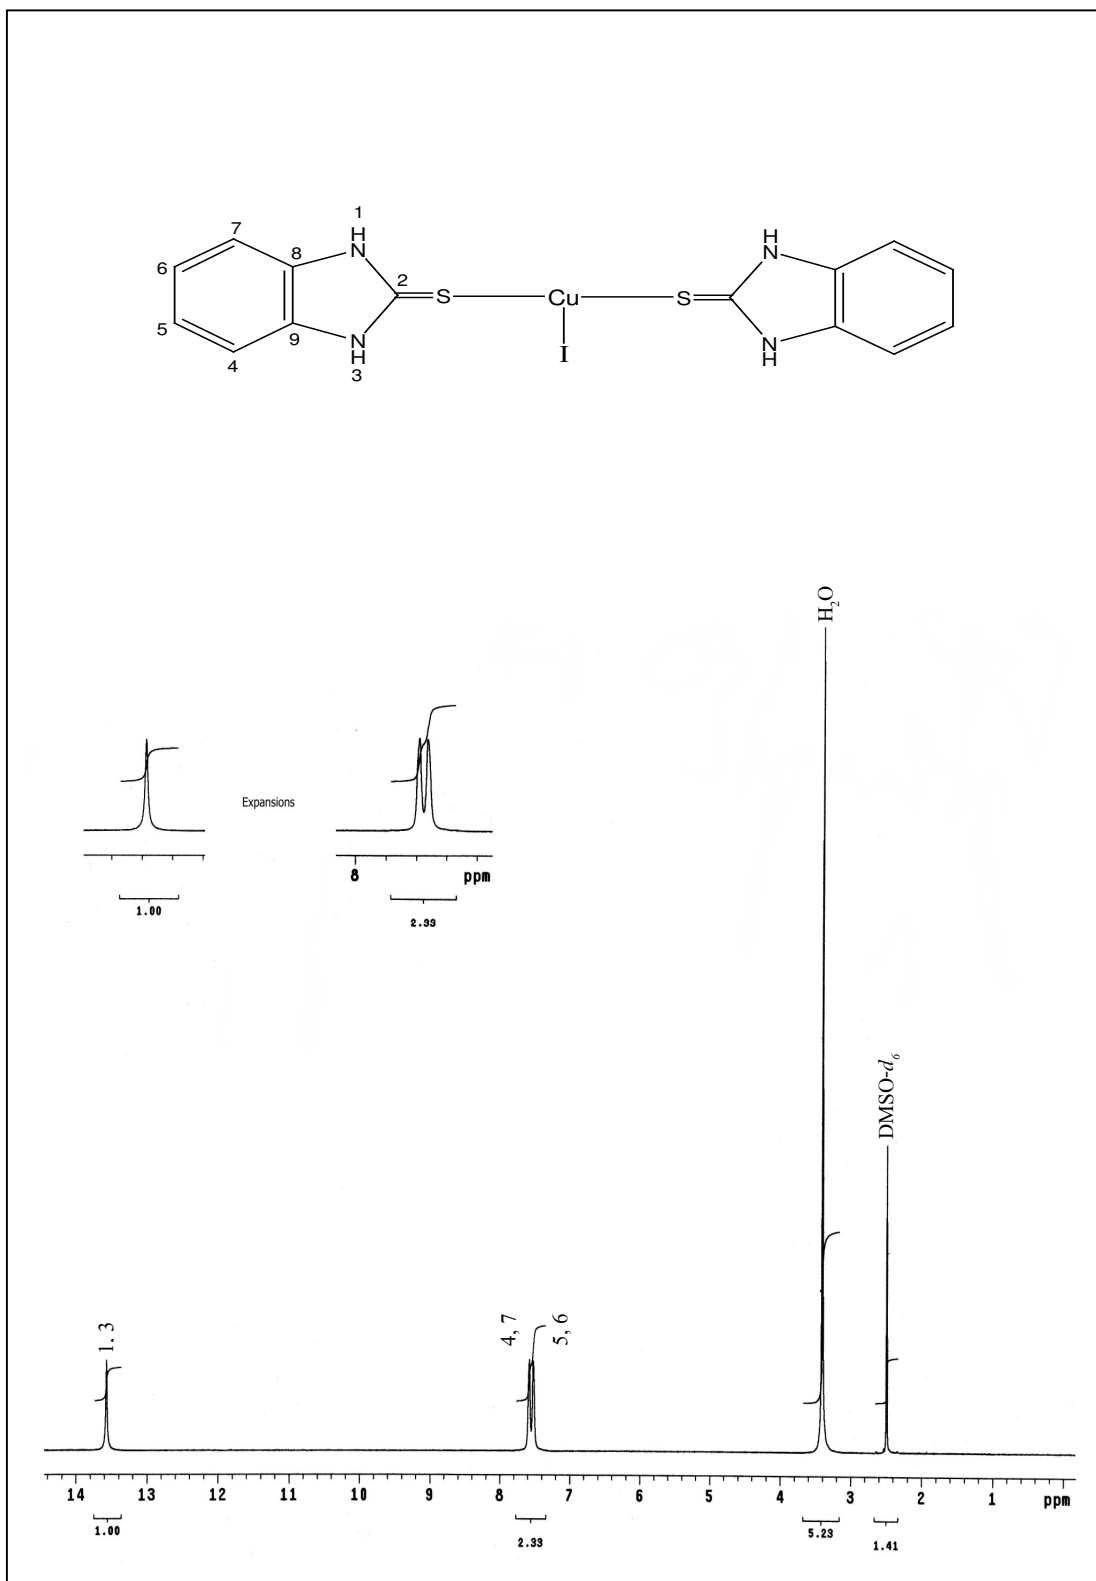 1
H
N
7
8
6
2
S
Cu
S
5
9
N
H
3
4
I
H
N
N
H
H₂O
Expansions
8 ppm
1.00
2.33
DMSO-d₆
1, 3
4, 7
5, 6
14 13 12 11 10 9 8 7 6 5 4 3 2 1 ppm
1.00
2.33
5.23
1.41